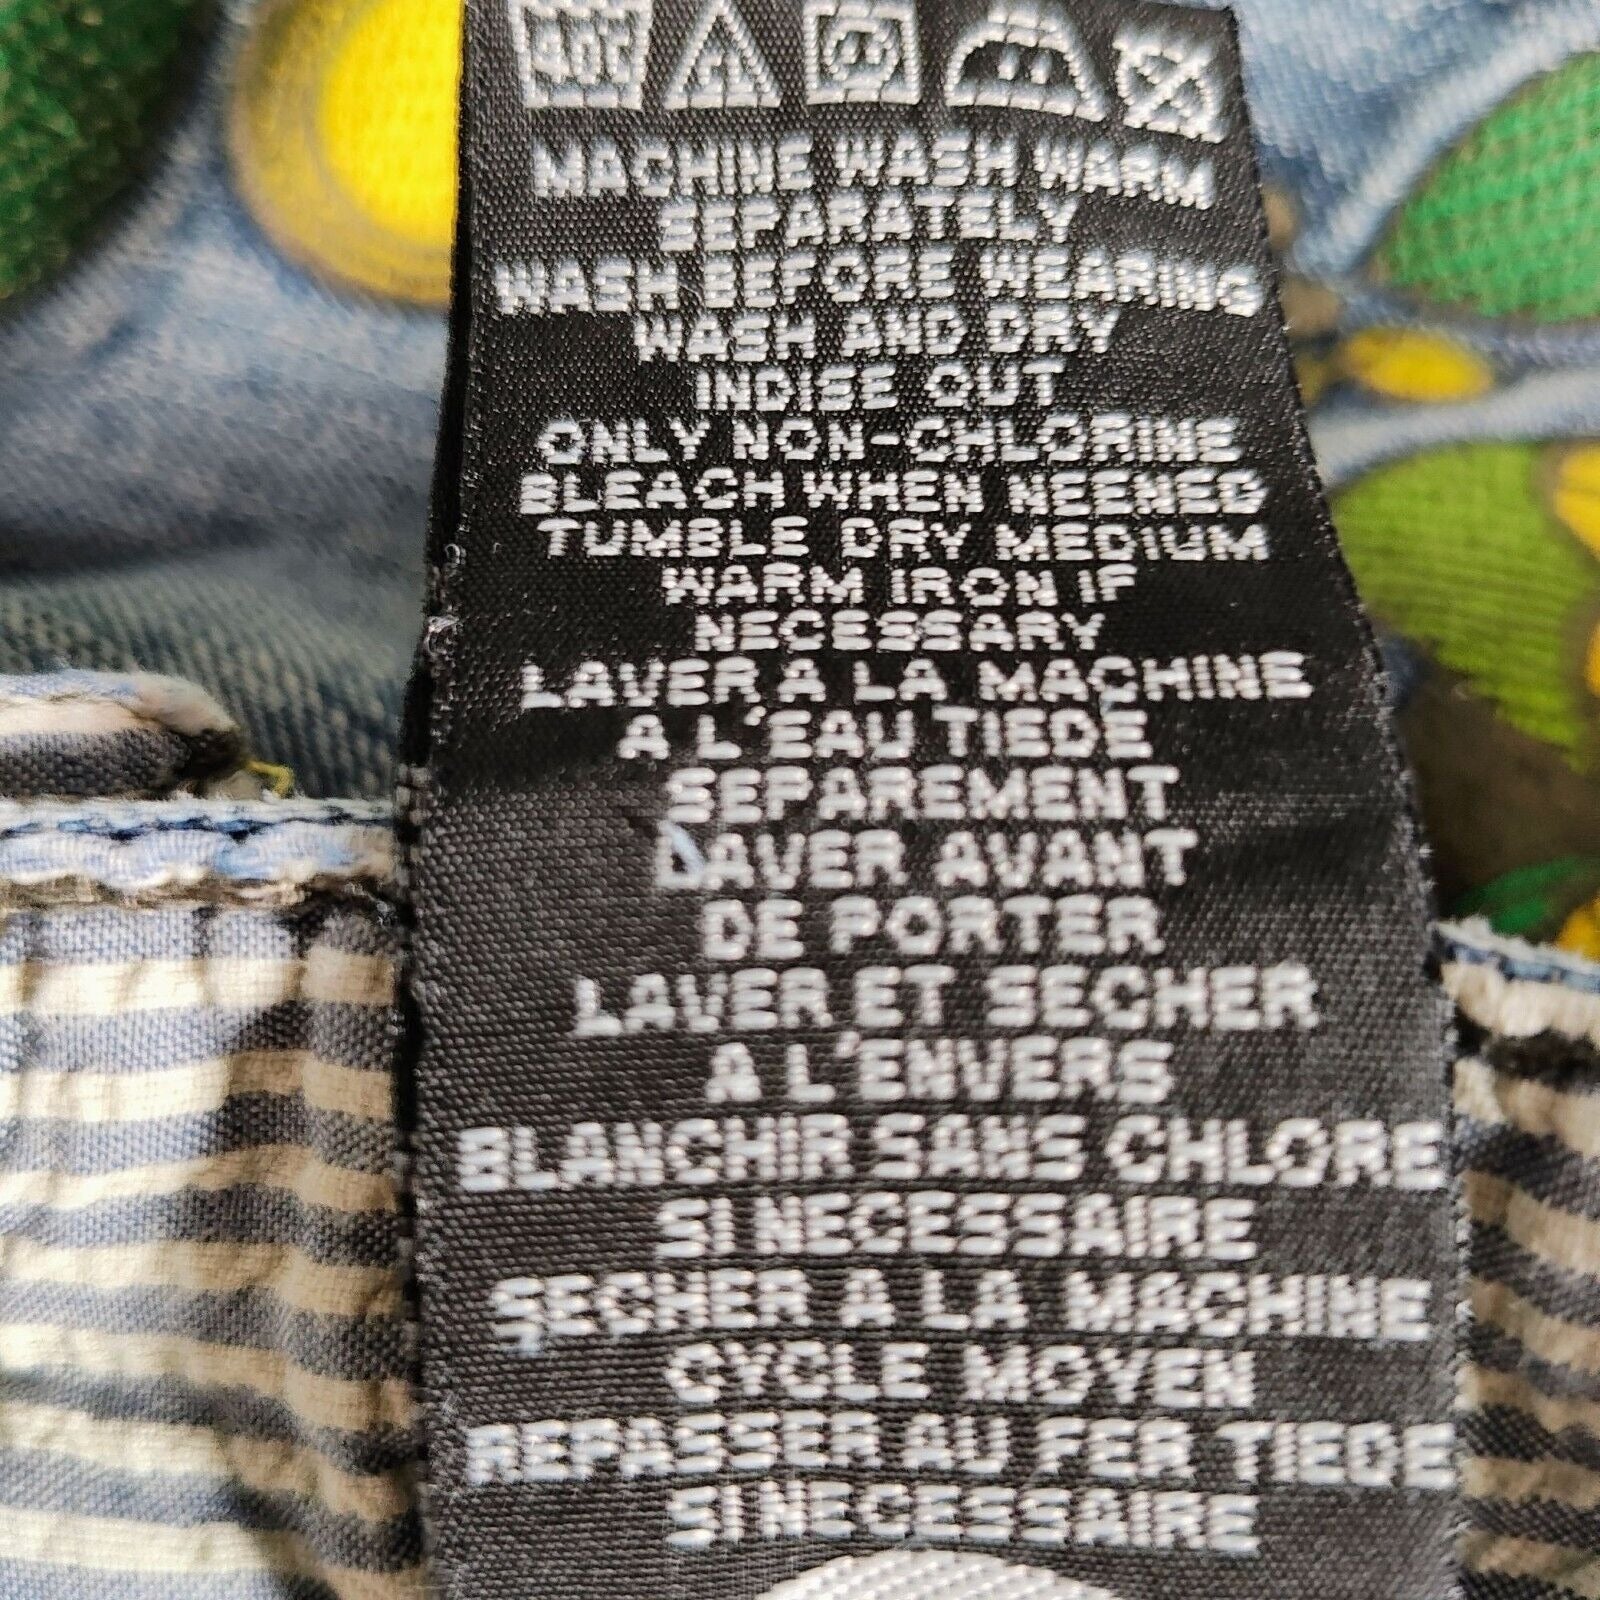 40°C
MACHINE WASH WARM
SEPARATELY
WASH BEFORE WEARING
WASH AND DRY
INDISE OUT
ONLY NON-CHLORINE
BLEACH WHEN NEENED
TUMBLE DRY MEDIUM
WARM IRON IF
NECESSARY
LAVER A LA MACHINE
A L'EAU TIEDE
SEPAREMENT
LAVER AVANT
DE PORTER
LAVER ET SECHER
A L'ENVERS
BLANCHIR SANS CHLORE
SI NECESSAIRE
SECHER A LA MACHINE
CYCLE MOYEN
REPASSER AU FER TIEDE
SI NECESSAIRE